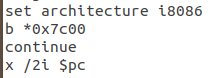 set architecture i8086
b *0x7c00
continue
x /2i $pc